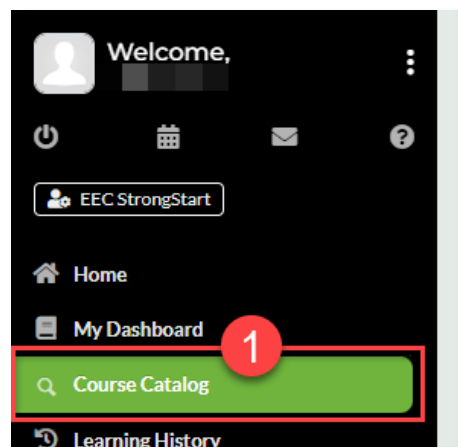 Welcome,
EEC StrongStart
Home
My Dashboard
1
Course Catalog
Learning History